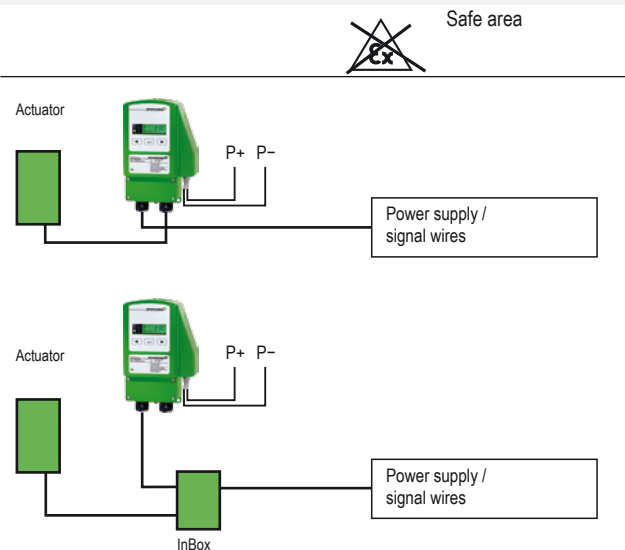 Safe area
Ex
Actuator
P+ P−
Power supply /
signal wires
Actuator
P+ P−
Power supply /
signal wires
InBox